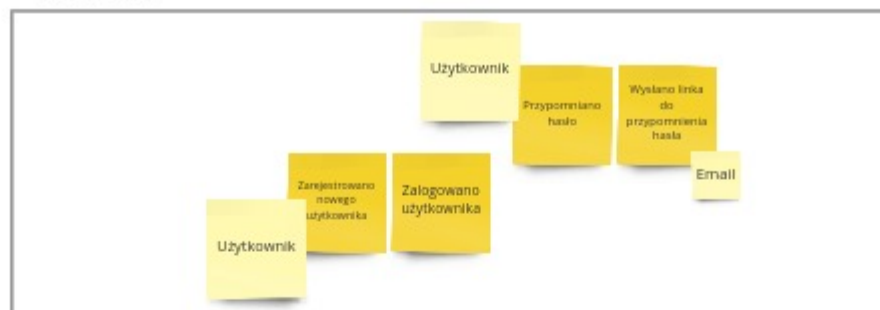 Użytkownik
Przypomniano
hasło
Wysłano linka
do
przypomnienia
hasła
Email
Zarejestrowano
nowego
użytkownika
Zalogowano
użytkownika
Użytkownik